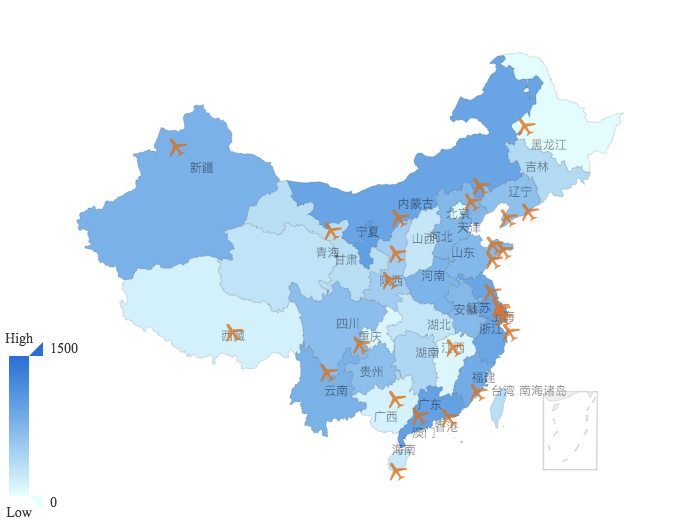 黑龙江
吉林
新疆
辽宁
内蒙古
北京
天津
宁夏
山西
河北
山东
青海
甘肃
陕西
河南
安徽
江苏
上海
四川
湖北
浙江
西藏
重庆
湖南
江西
贵州
福建
云南
台湾
南海诸岛
广东
广西
香港
澳门
海南
High
1500
0
Low